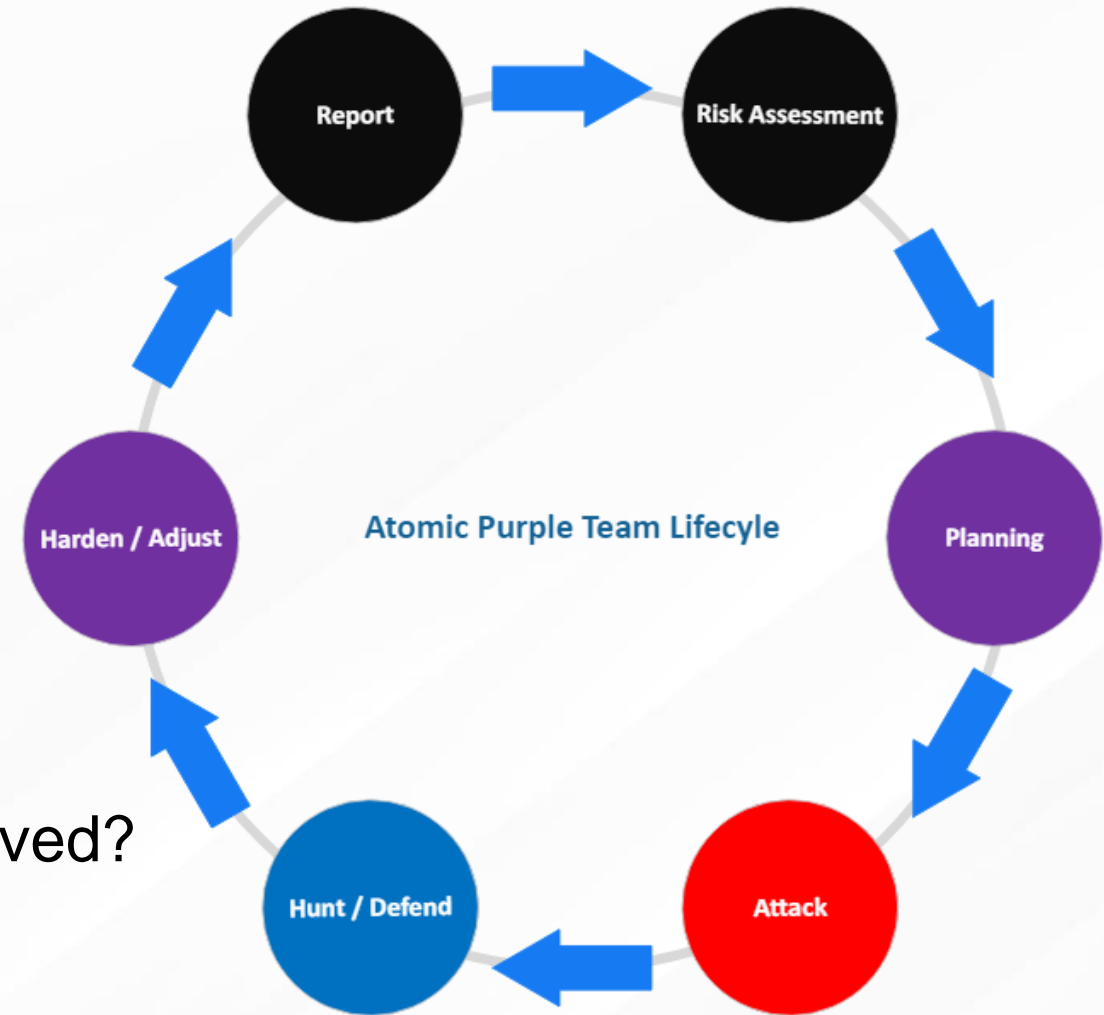 Report
Risk Assessment
Harden / Adjust
Atomic Purple Team Lifecyle
Planning
ved?
Hunt / Defend
Attack